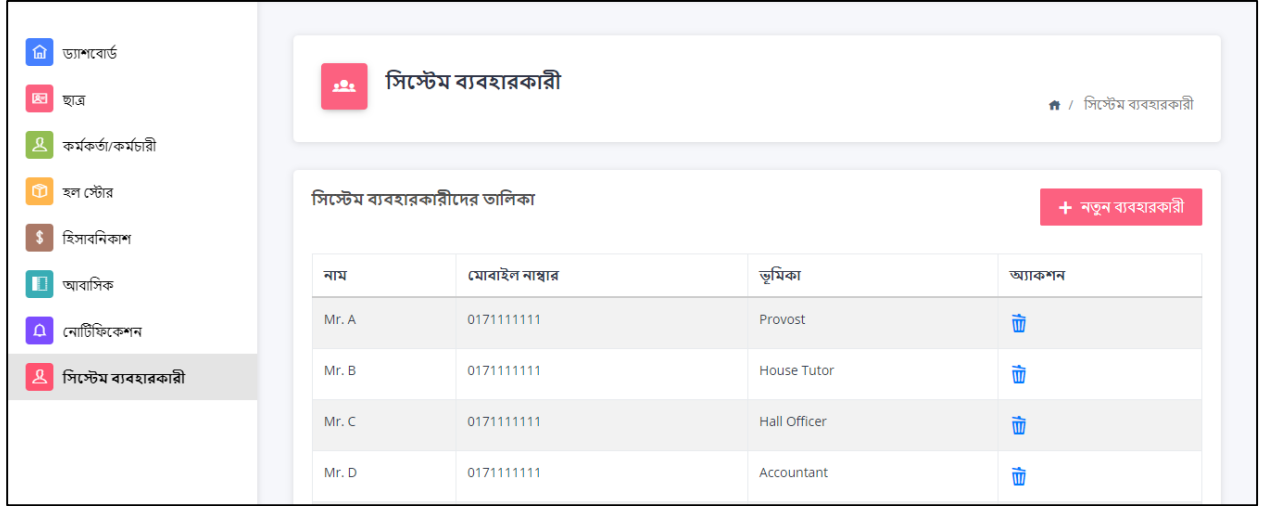 ড্যাশবোর্ড
ছাত্র
কর্মকর্তা/কর্মচারী
হল স্টোর
হিসাবনিকাশ
আবাসিক
নোটিফিকেশন
সিস্টেম ব্যবহারকারী
সিস্টেম ব্যবহারকারী
/ সিস্টেম ব্যবহারকারী
সিস্টেম ব্যবহারকারীদের তালিকা
+ নতুন ব্যবহারকারী
নাম মোবাইল নাম্বার ভূমিকা অ্যাকশন
Mr. A 0171111111 Provost
Mr. B 0171111111 House Tutor
Mr. C 0171111111 Hall Officer
Mr. D 0171111111 Accountant